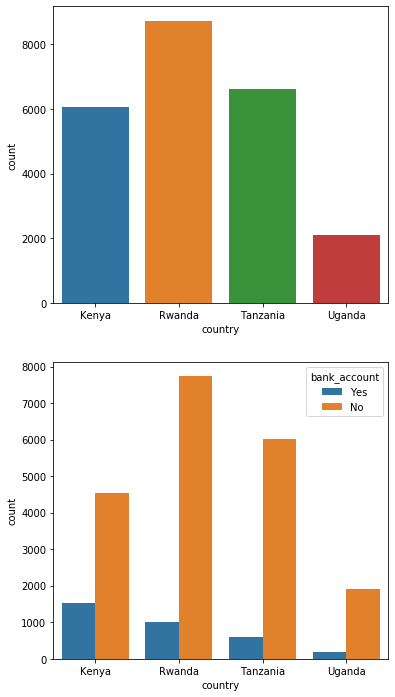 8000
6000
4000
2000
0
count
Kenya Rwanda Tanzania Uganda
country
8000
7000
6000
5000
4000
3000
2000
1000
0
count
bank_account
Yes
No
Kenya Rwanda Tanzania Uganda
country